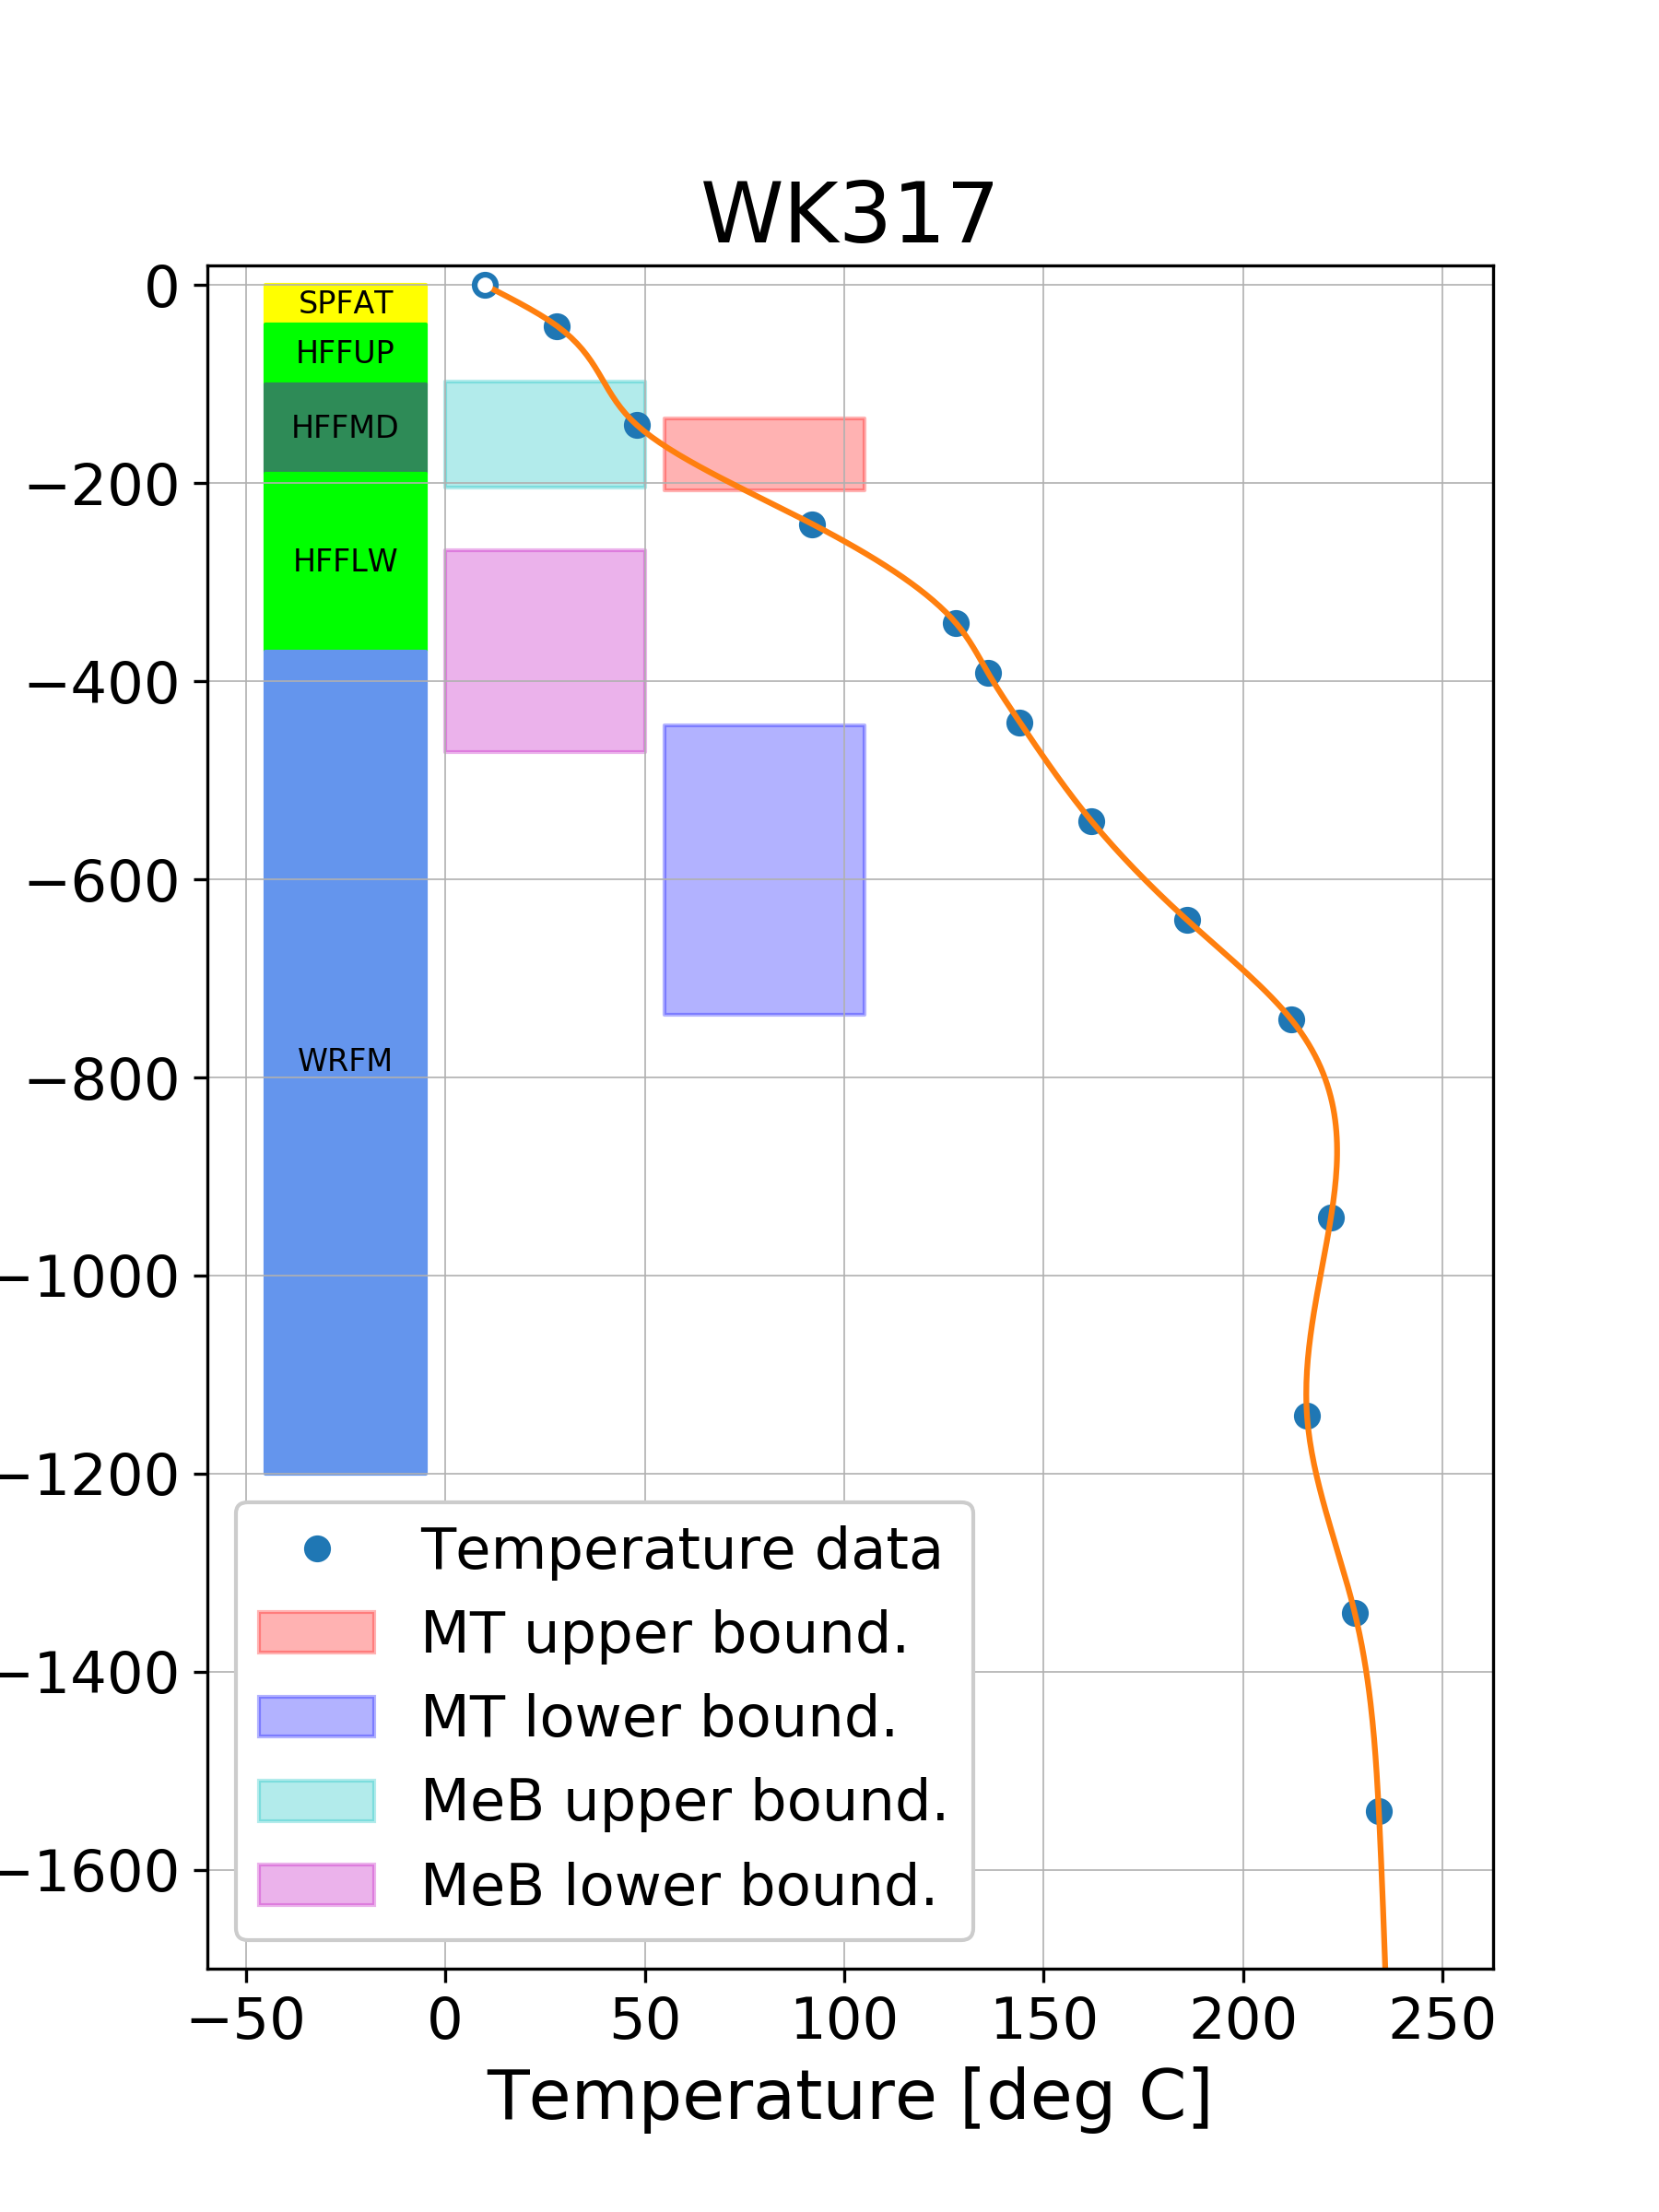 WK317
0
−200
−400
−600
−800
−1000
−1200
−1400
−1600
SPFAT
HFFUP
HFFMD
HFFLW
WRFM
Temperature data
MT upper bound.
MT lower bound.
MeB upper bound.
MeB lower bound.
−50 0 50 100 150 200 250
Temperature [deg C]